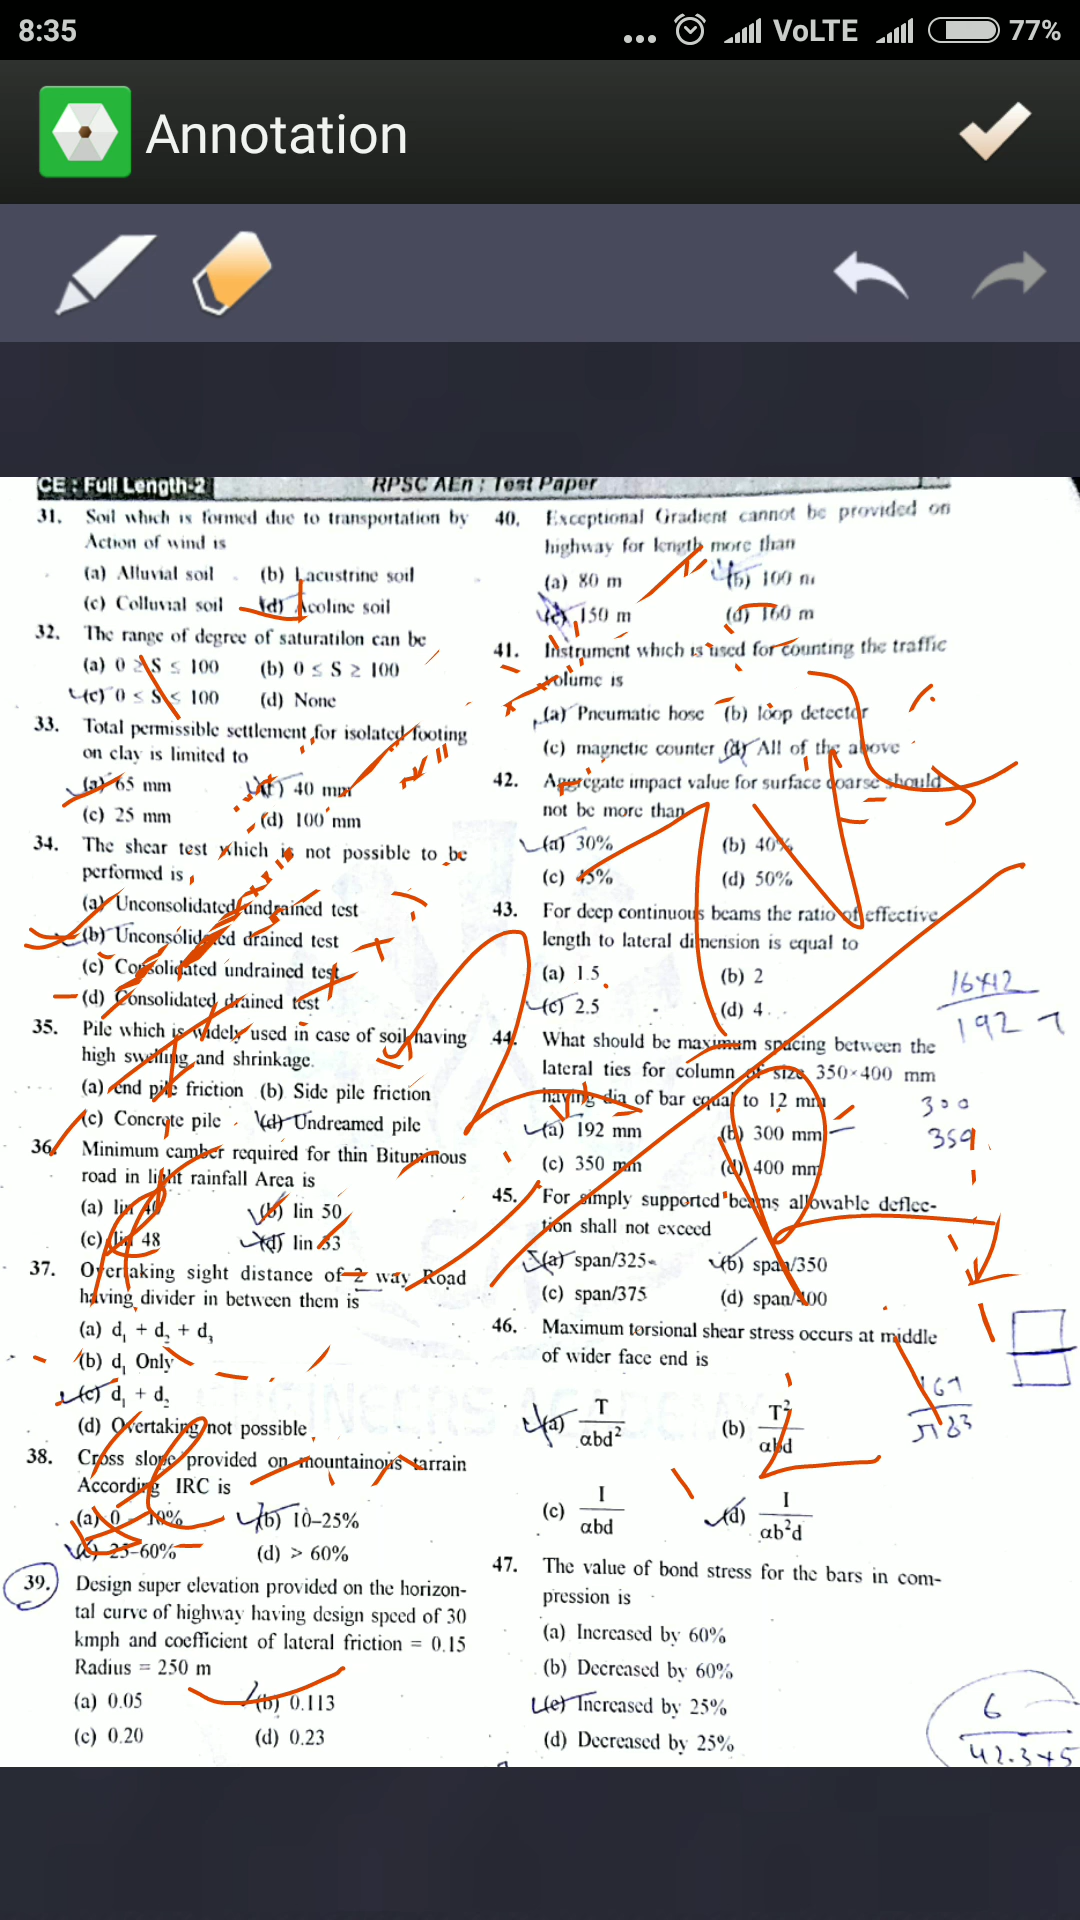 8:35
... VoLTE 77%
Annotation
CE : Full Length-2
RPSC AEn : Test Paper
31. Soil which is formed due to transportation by
Action of wind is
(a) Alluvial soil (b) Lacustrine soil
(c) Colluvial soil (d) Acoline soil
32. The range of degree of saturatilon can be
(a) 0 ≥ S ≤ 100 (b) 0 ≤ S ≥ 100
(c) 0 ≤ S ≤ 100 (d) None
33. Total permissible settlement for isolated footing
on clay is limited to
(a) 65 mm 40 mm
(c) 25 mm (d) 100 mm
34. The shear test which is not possible to be
performed is
(a) Unconsolidated undrained test
(b) Unconsolidated drained test
(c) Consolidated undrained test
(d) Consolidated drained test
35. Pile which is widely used in case of soil having
high swelling and shrinkage.
(a) end pile friction (b) Side pile friction
(c) Concrete pile (d) Undreamed pile
36. Minimum camber required for thin Bituminous
road in light rainfall Area is
(a) lin 40 (b) lin 50
(c) lin 48 (d) lin 33
37. Overtaking sight distance of 2 way Road
having divider in between them is
(a) d₁ + d₂ + d₃
(b) d₁ Only
(c) d₁ + d₂
(d) Overtaking not possible
38. Cross slope provided on mountainous tarrain
According IRC is
(a) 0 – 10% (b) 10–25%
(c) 25–60% (d) > 60%
39. Design super elevation provided on the horizon-
tal curve of highway having design speed of 30
kmph and coefficient of lateral friction = 0.15
Radius = 250 m
(a) 0.05 (b) 0.113
(c) 0.20 (d) 0.23
40. Exceptional Gradient cannot be provided on
highway for length more than
(a) 80 m (b) 100 m
(c) 150 m (d) 160 m
41. Instrument which is used for counting the traffic
volume is
(a) Pneumatic hose (b) loop detector
(c) magnetic counter (d) All of the above
42. Aggregate impact value for surface coarse should
not be more than
(a) 30% (b) 40%
(c) 45% (d) 50%
43. For deep continuous beams the ratio of effective
length to lateral dimension is equal to
(a) 1.5 (b) 2
(c) 2.5 (d) 4
16×12
192
44. What should be maximum spacing between the
lateral ties for column of size 350×400 mm
having dia of bar equal to 12 mm
(a) 192 mm (b) 300 mm
(c) 350 mm (d) 400 mm
300
350
45. For simply supported beams allowable deflec-
tion shall not exceed
(a) span/325 (b) span/350
(c) span/375 (d) span/400
46. Maximum torsional shear stress occurs at middle
of wider face end is
(a) T/αbd² (b) T²/αbd
(c) I/αbd (d) I/αb²d
47. The value of bond stress for the bars in com-
pression is
(a) Increased by 60%
(b) Decreased by 60%
(c) Increased by 25%
(d) Decreased by 25%
6